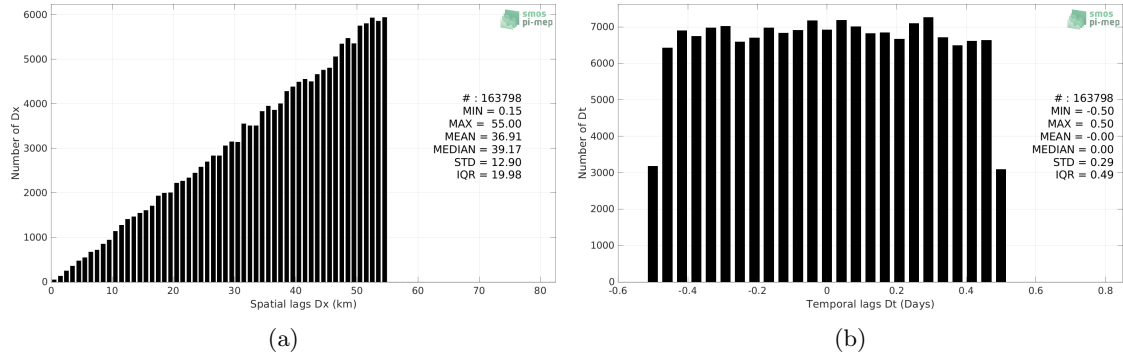 smos
pi-mep
6000
5000
4000
3000
2000
1000
0
Number of Dx
# : 163798
MIN = 0.15
MAX = 55.00
MEAN = 36.91
MEDIAN = 39.17
STD = 12.90
IQR = 19.98
0 10 20 30 40 50 60 70 80
Spatial lags Dx (km)
(a)
smos
pi-mep
7000
6000
5000
4000
3000
2000
1000
0
Number of Dt
# : 163798
MIN = -0.50
MAX = 0.50
MEAN = -0.00
MEDIAN = 0.00
STD = 0.29
IQR = 0.49
-0.6 -0.4 -0.2 0 0.2 0.4 0.6 0.8
Temporal lags Dt (Days)
(b)